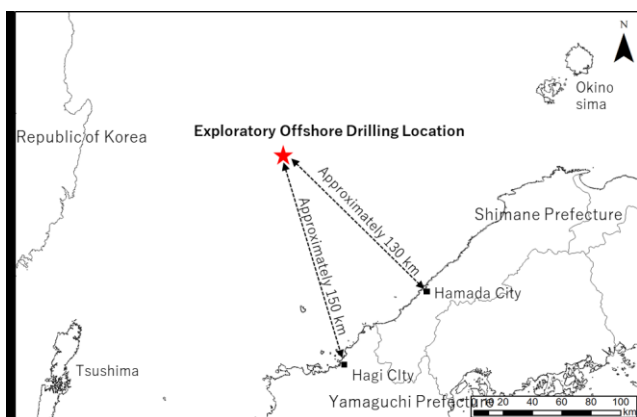 N
Okino
sima
Republic of Korea
Exploratory Offshore Drilling Location
Approximately 130 km
Shimane Prefecture
Approximately 150 km
Hamada City
Tsushima
Hagi CIty
Yamaguchi Prefecture
0 20 40 60 80 100
km